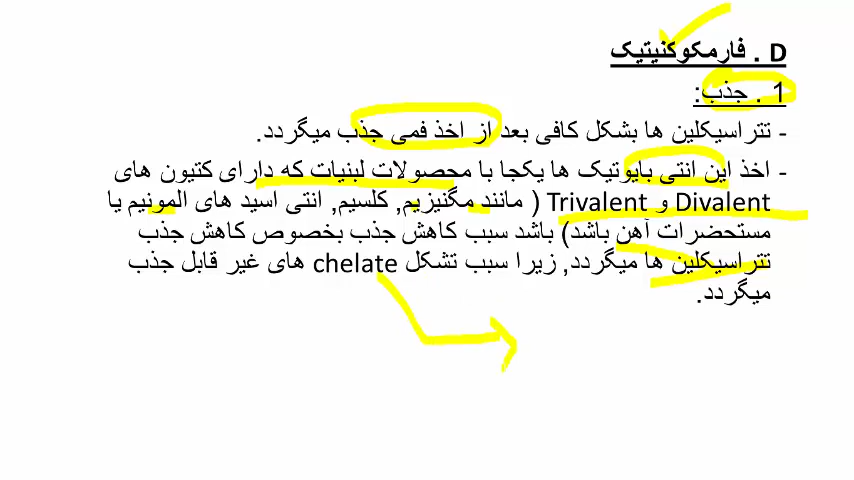 D . فارمکوکنیتیک
1 . جذب:
- تتراسیکلین ها بشکل کافی بعد از اخذ فمی جذب میگردد.
- اخذ این انتی بایوتیک ها یکجا با محصولات لبنیات که دارای کتیون های
Divalent و Trivalent ( مانند مگنیزیم, کلسیم, انتی اسید های المونیم یا
مستحضرات آهن باشد) باشد سبب کاهش جذب بخصوص کاهش جذب
تتراسیکلین ها میگردد, زیرا سبب تشکل chelate های غیر قابل جذب
میگردد.